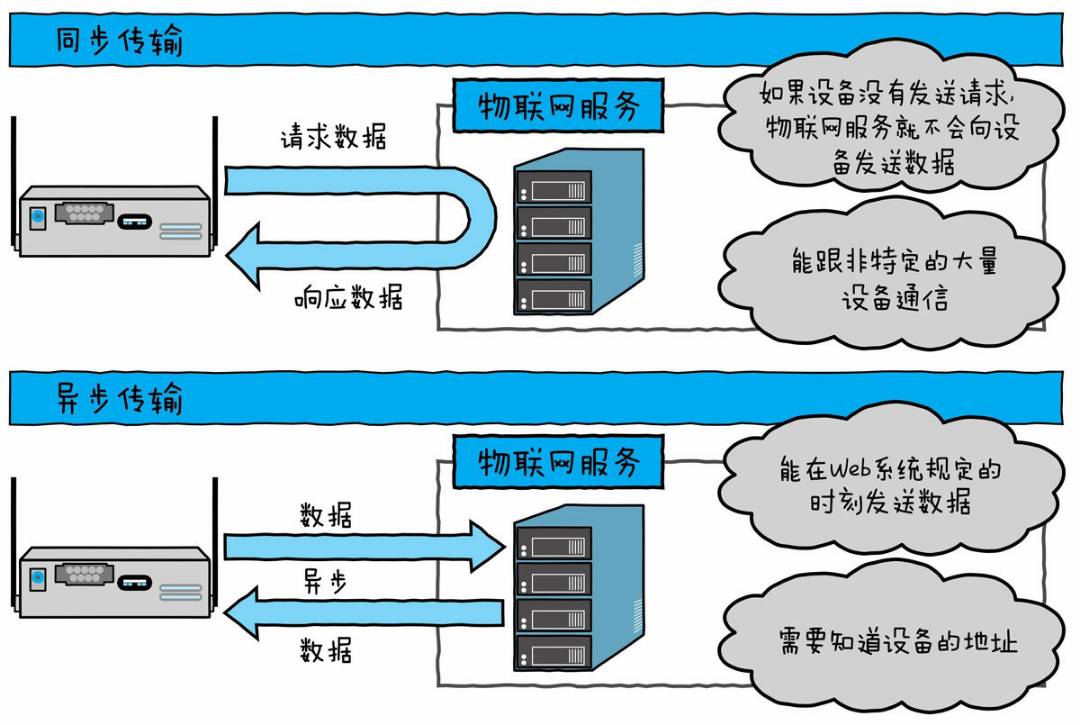 同步传输
物联网服务
请求数据
响应数据
如果设备没有发送请求,
物联网服务就不会向设
备发送数据
能跟非特定的大量
设备通信
异步传输
物联网服务
数据
异步
数据
能在Web系统规定的
时刻发送数据
需要知道设备的地址